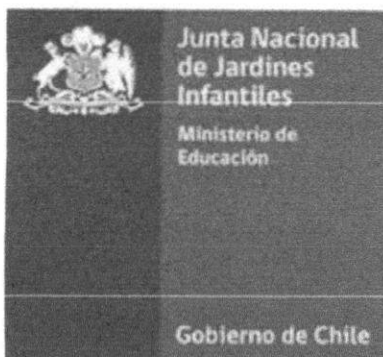 Junta Nacional
de Jardines
Infantiles
Ministerio de
Educación
Gobierno de Chile